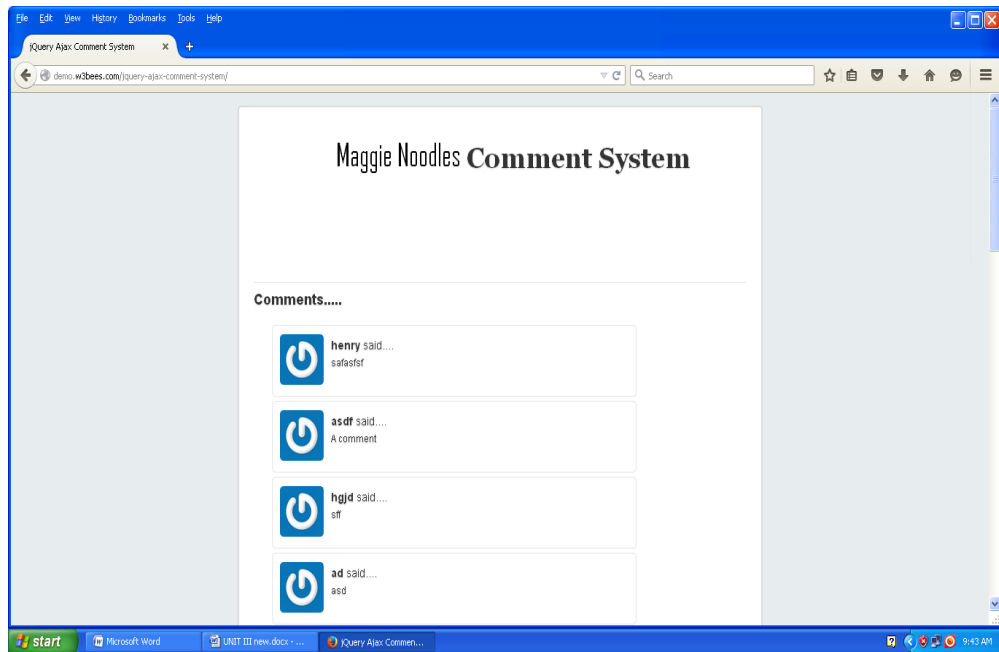 File Edit View History Bookmarks Tools Help
jQuery Ajax Comment System
demo.w3bees.com/jquery-ajax-comment-system/
Search
Maggie Noodles Comment System
Comments.....
henry said....
safasfsf
asdf said....
A comment
hgjd said....
sff
ad said....
asd
start
Microsoft Word
UNIT III new.docx - ...
jQuery Ajax Commen...
9:43 AM